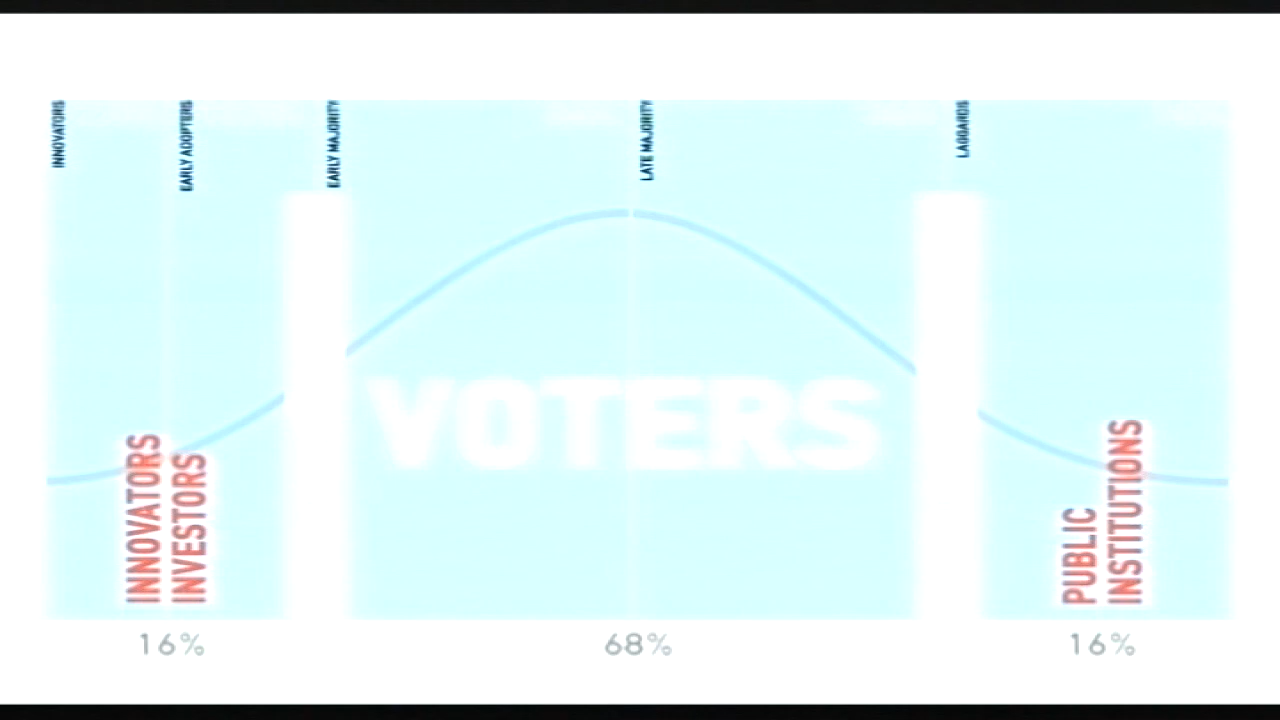 INNOVATORS
EARLY ADOPTERS
EARLY MAJORITY
LATE MAJORITY
LAGGARDS
VOTERS
INNOVATORS
INVESTORS
PUBLIC
INSTITUTIONS
16%
68%
16%